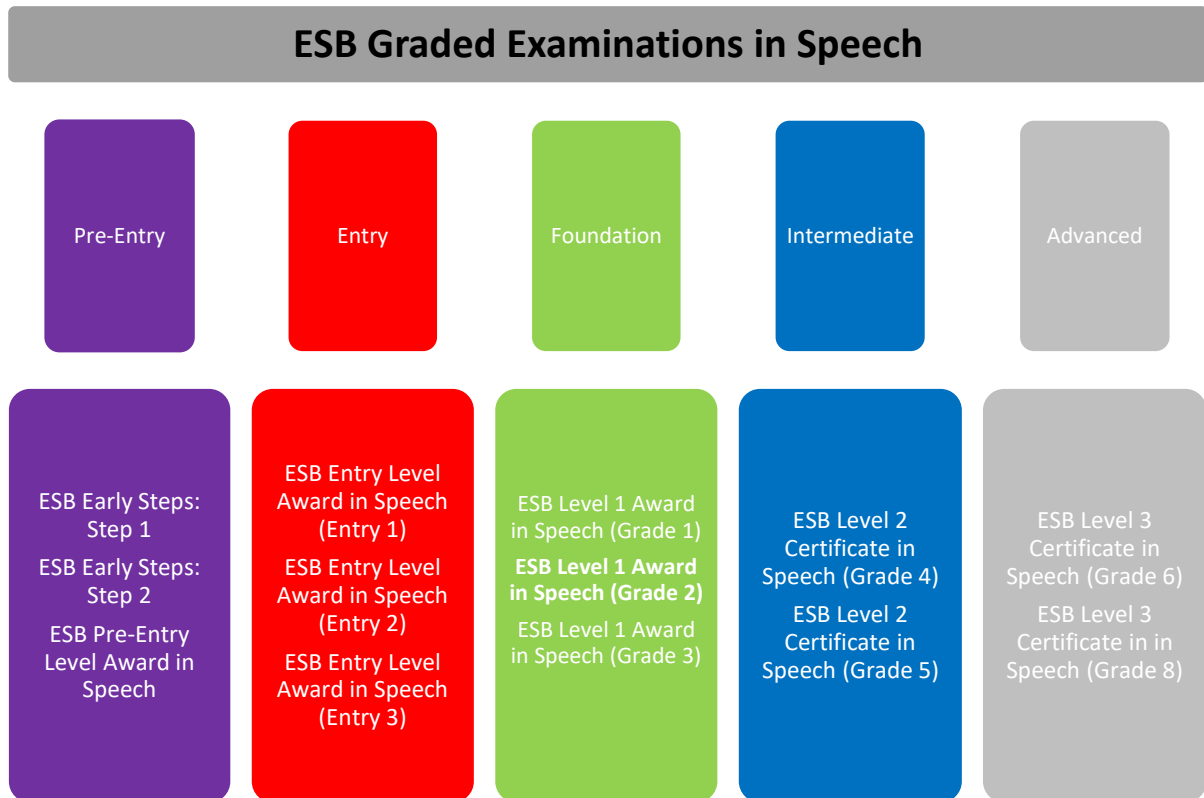 ESB Graded Examinations in Speech
Pre-Entry
Entry
Foundation
Intermediate
Advanced
ESB Early Steps:
Step 1
ESB Early Steps:
Step 2
ESB Pre-Entry
Level Award in
Speech
ESB Entry Level
Award in Speech
(Entry 1)
ESB Entry Level
Award in Speech
(Entry 2)
ESB Entry Level
Award in Speech
(Entry 3)
ESB Level 1 Award
in Speech (Grade 1)
ESB Level 1 Award
in Speech (Grade 2)
ESB Level 1 Award
in Speech (Grade 3)
ESB Level 2
Certificate in
Speech (Grade 4)
ESB Level 2
Certificate in
Speech (Grade 5)
ESB Level 3
Certificate in
Speech (Grade 6)
ESB Level 3
Certificate in in
Speech (Grade 8)